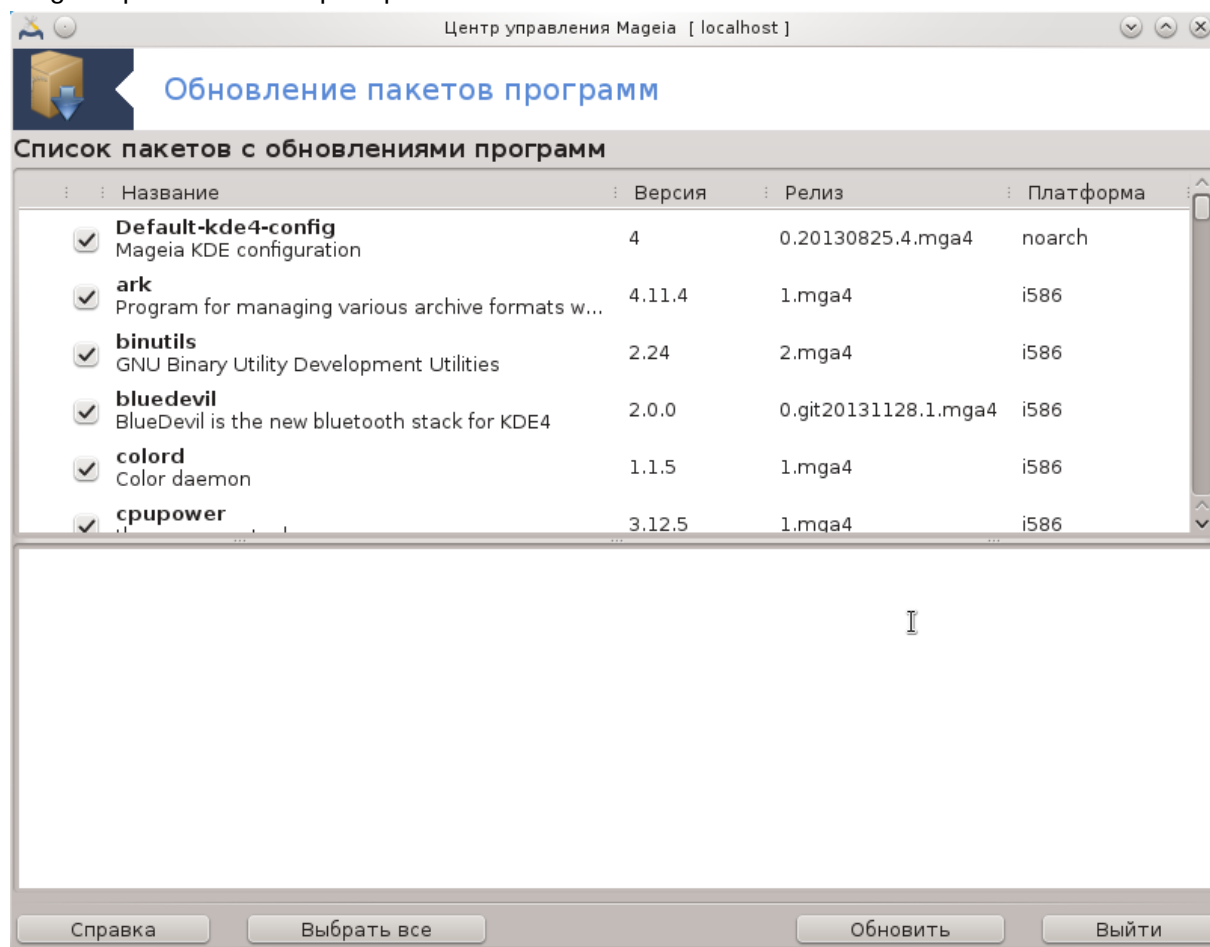 Центр управления Mageia [ localhost ]
Обновление пакетов программ
Список пакетов с обновлениями программ
Название Версия Релиз Платформа
Default-kde4-config
Mageia KDE configuration
4 0.20130825.4.mga4 noarch
ark
Program for managing various archive formats w...
4.11.4 1.mga4 i586
binutils
GNU Binary Utility Development Utilities
2.24 2.mga4 i586
bluedevil
BlueDevil is the new bluetooth stack for KDE4
2.0.0 0.git20131128.1.mga4 i586
colord
Color daemon
1.1.5 1.mga4 i586
cpupower
3.12.5 1.mga4 i586
Справка Выбрать все Обновить Выйти